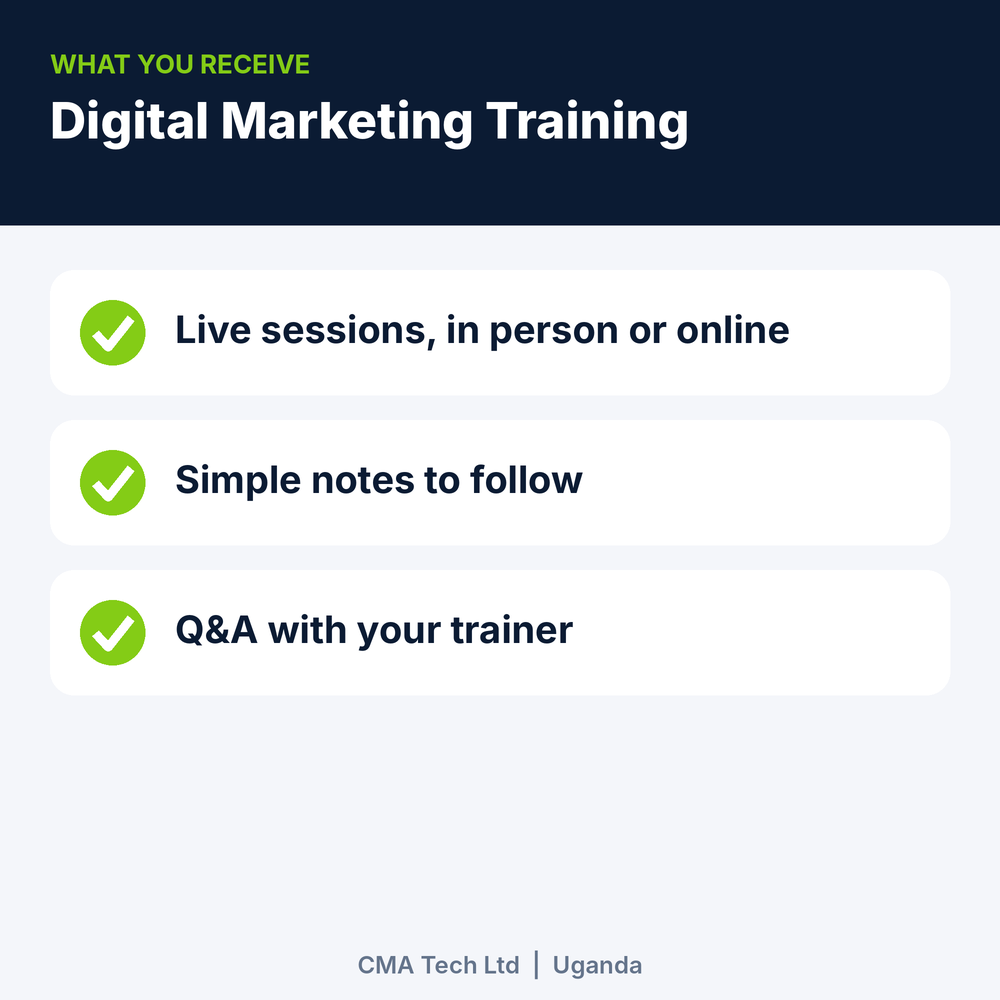 WHAT YOU RECEIVE
Digital Marketing Training
Live sessions, in person or online
Simple notes to follow
Q&A with your trainer
CMA Tech Ltd | Uganda